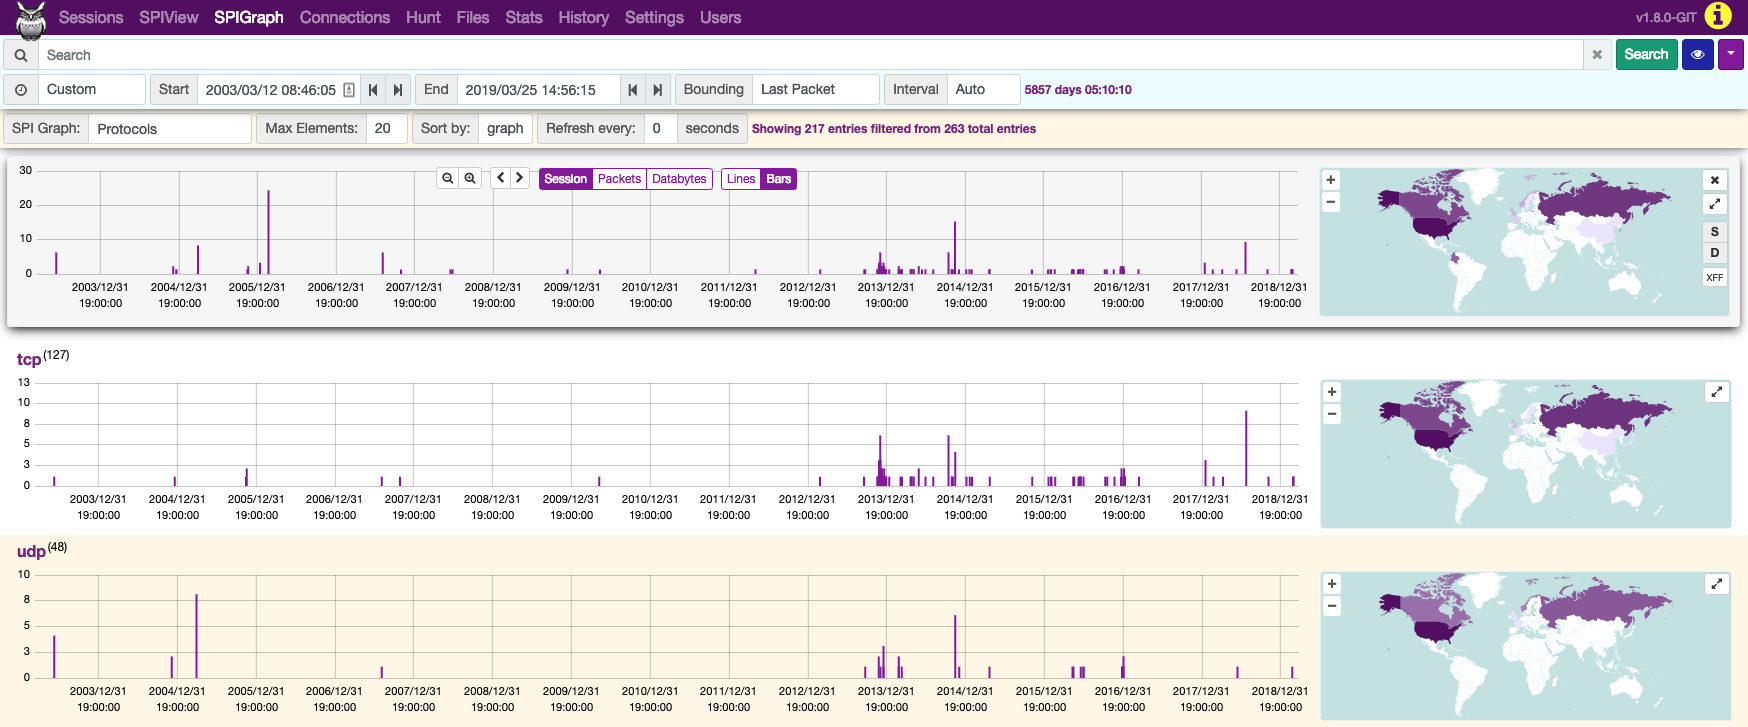 Sessions SPIView SPIGraph Connections Hunt Files Stats History Settings Users v1.8.0-GIT
Search Search
Custom Start 2003/03/12 08:46:05 End 2019/03/25 14:56:15 Bounding Last Packet Interval Auto 5857 days 05:10:10
SPI Graph: Protocols Max Elements: 20 Sort by: graph Refresh every: 0 seconds Showing 217 entries filtered from 263 total entries
Session Packets Databytes Lines Bars
30
20
10
0
2003/12/31 2004/12/31 2005/12/31 2006/12/31 2007/12/31 2008/12/31 2009/12/31 2010/12/31 2011/12/31 2012/12/31 2013/12/31 2014/12/31 2015/12/31 2016/12/31 2017/12/31 2018/12/31
19:00:00 19:00:00 19:00:00 19:00:00 19:00:00 19:00:00 19:00:00 19:00:00 19:00:00 19:00:00 19:00:00 19:00:00 19:00:00 19:00:00 19:00:00 19:00:00
+
−
S
D
XFF
tcp (127)
13
10
8
5
3
0
2003/12/31 2004/12/31 2005/12/31 2006/12/31 2007/12/31 2008/12/31 2009/12/31 2010/12/31 2011/12/31 2012/12/31 2013/12/31 2014/12/31 2015/12/31 2016/12/31 2017/12/31 2018/12/31
19:00:00 19:00:00 19:00:00 19:00:00 19:00:00 19:00:00 19:00:00 19:00:00 19:00:00 19:00:00 19:00:00 19:00:00 19:00:00 19:00:00 19:00:00 19:00:00
+
−
udp (48)
10
8
5
3
0
2003/12/31 2004/12/31 2005/12/31 2006/12/31 2007/12/31 2008/12/31 2009/12/31 2010/12/31 2011/12/31 2012/12/31 2013/12/31 2014/12/31 2015/12/31 2016/12/31 2017/12/31 2018/12/31
19:00:00 19:00:00 19:00:00 19:00:00 19:00:00 19:00:00 19:00:00 19:00:00 19:00:00 19:00:00 19:00:00 19:00:00 19:00:00 19:00:00 19:00:00 19:00:00
+
−